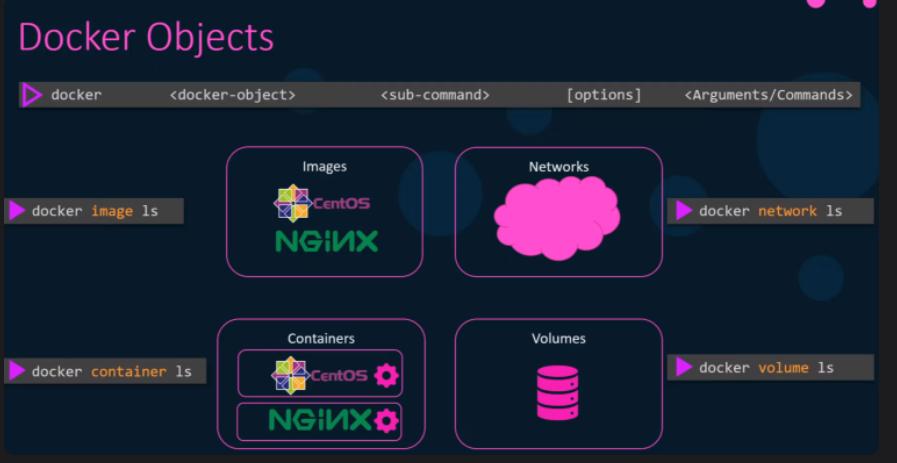 Docker Objects
docker <docker-object> <sub-command> [options] <Arguments/Commands>
Images
CentOS
NGiNX
docker image ls
Networks
docker network ls
Containers
CentOS
NGiNX
docker container ls
Volumes
docker volume ls